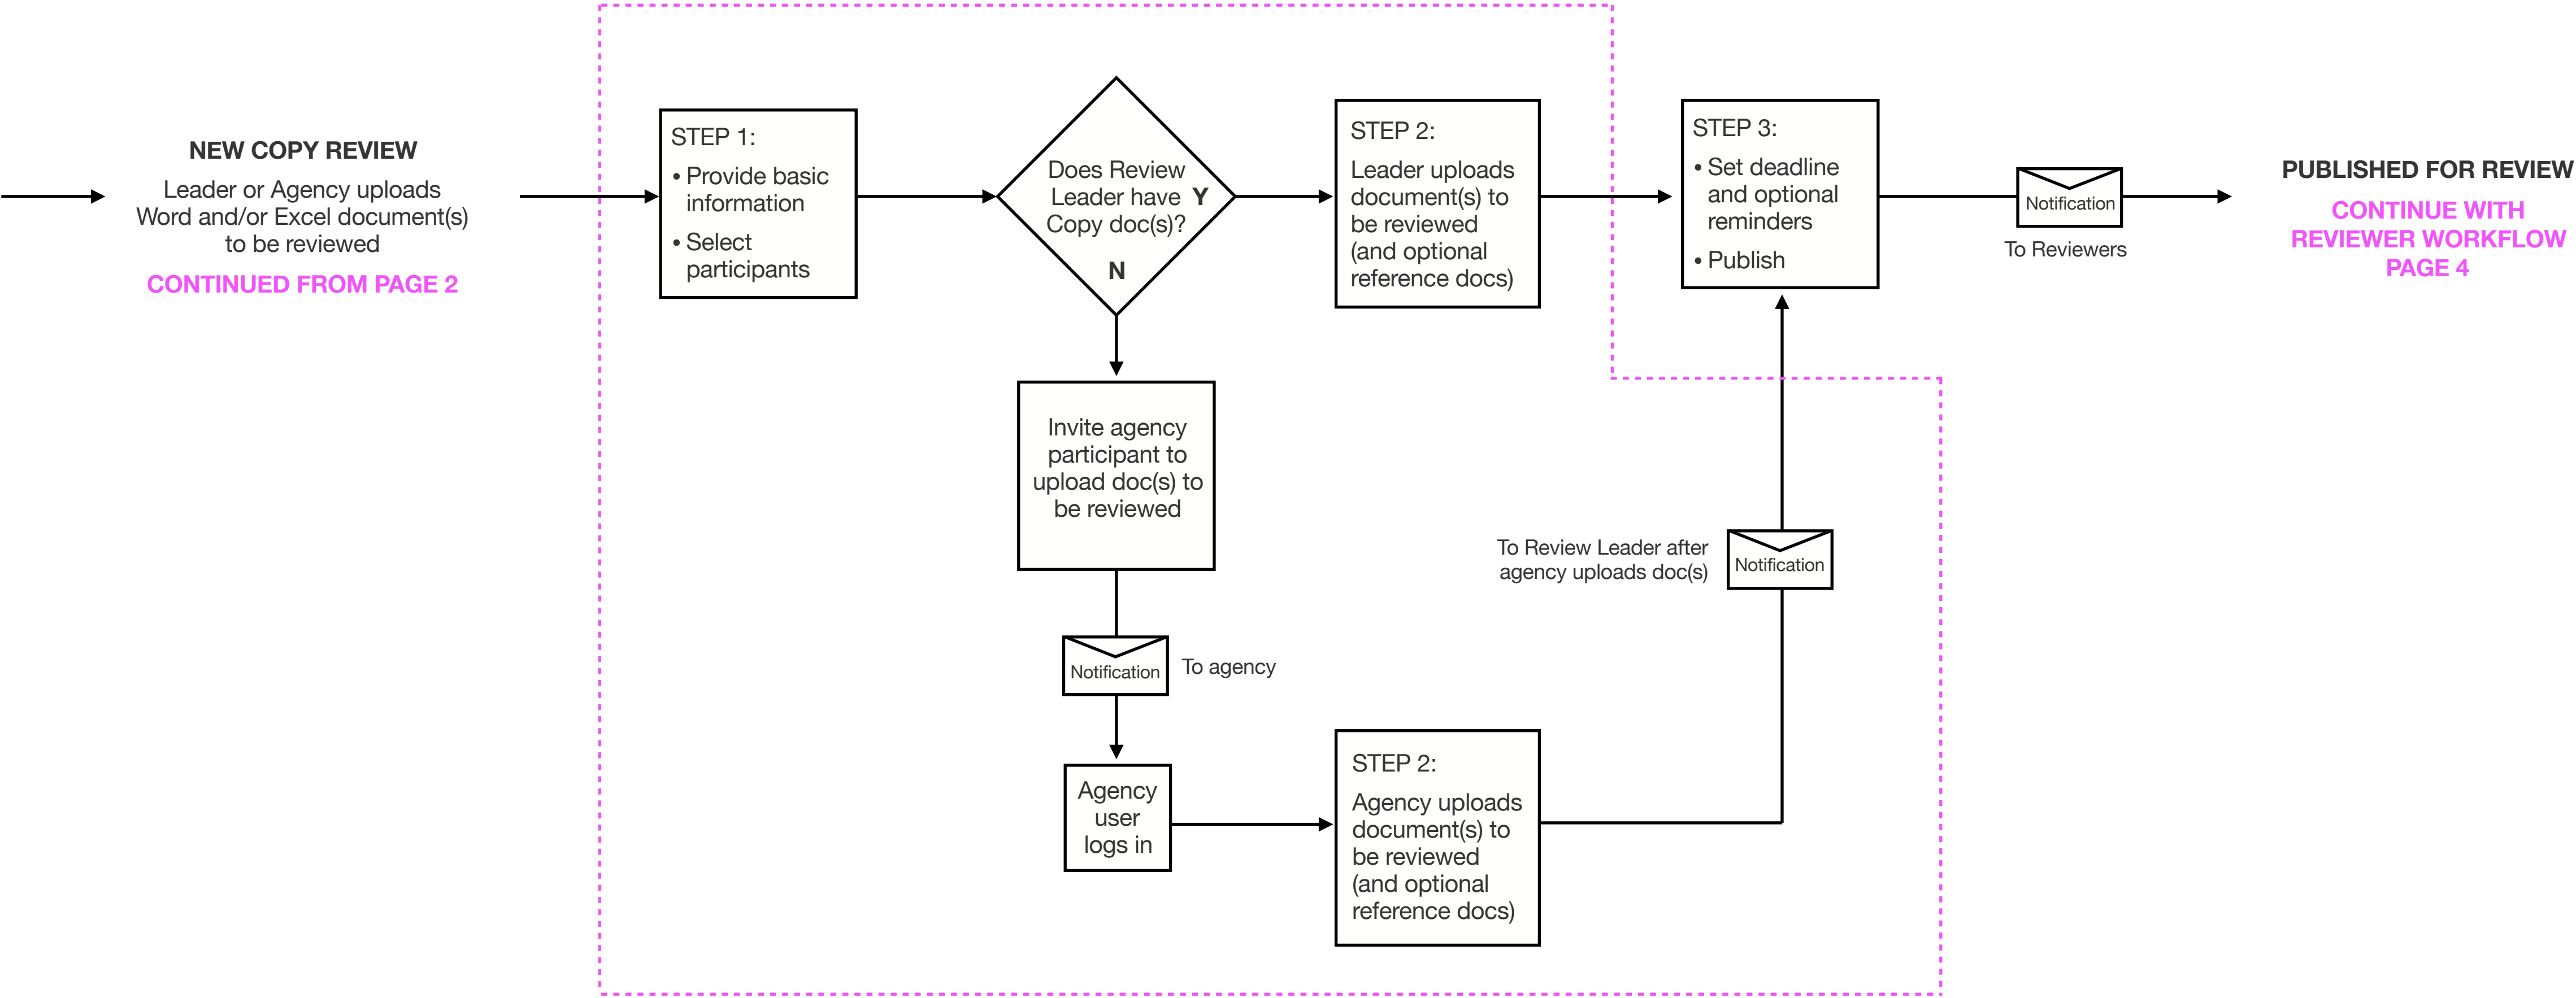 NEW COPY REVIEW
Leader or Agency uploads
Word and/or Excel document(s)
to be reviewed
CONTINUED FROM PAGE 2
STEP 1:
• Provide basic
information
• Select
participants
Does Review
Leader have Y
Copy doc(s)?
N
STEP 2:
Leader uploads
document(s) to
be reviewed
(and optional
reference docs)
STEP 3:
• Set deadline
and optional
reminders
• Publish
Notification
To Reviewers
PUBLISHED FOR REVIEW
CONTINUE WITH
REVIEWER WORKFLOW
PAGE 4
Invite agency
participant to
upload doc(s) to
be reviewed
Notification
To agency
Agency
user
logs in
STEP 2:
Agency uploads
document(s) to
be reviewed
(and optional
reference docs)
To Review Leader after
agency uploads doc(s)
Notification